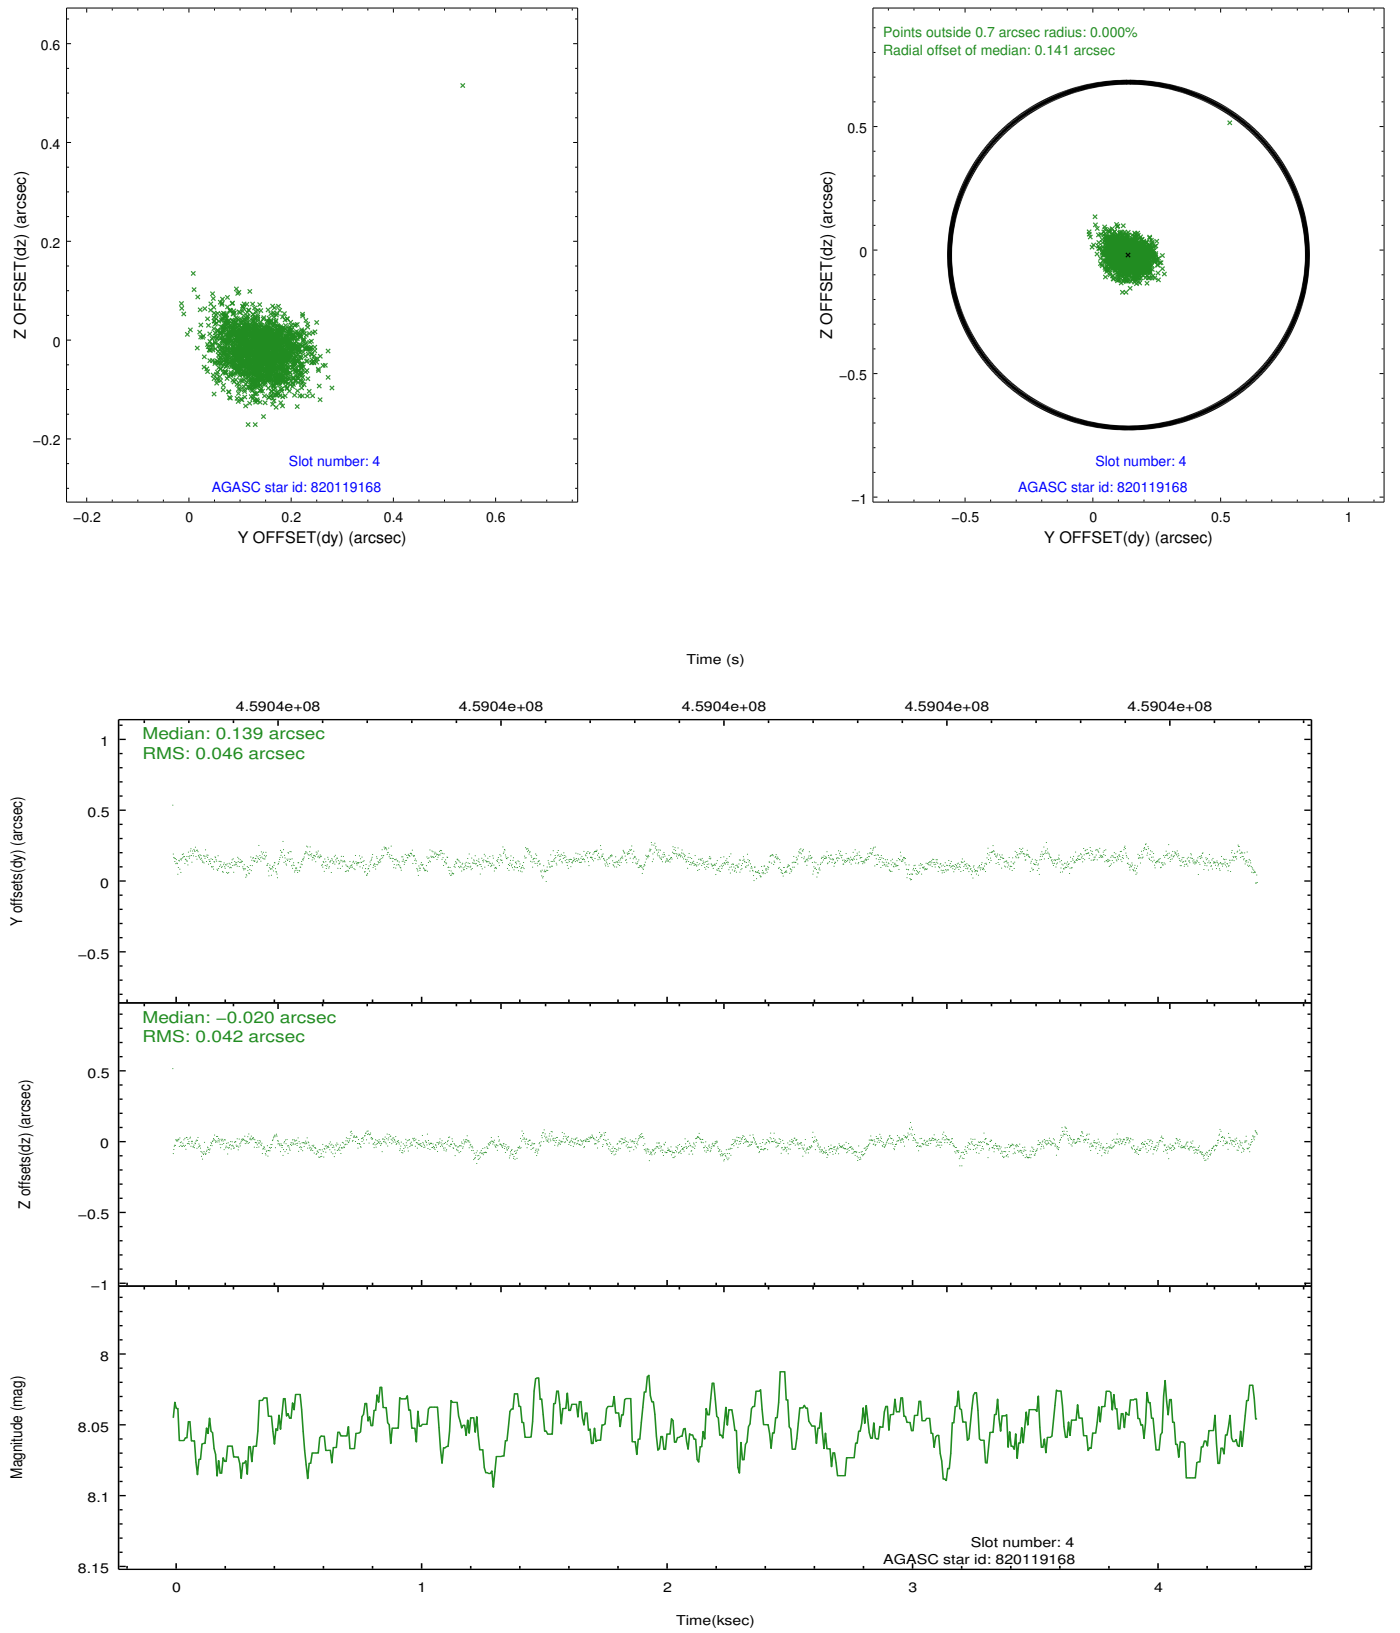 0.6
0.4
0.2
0
−0.2
−0.2
0
0.2
0.4
0.6
Z OFFSET(dz) (arcsec)
Y OFFSET(dy) (arcsec)
Slot number: 4
AGASC star id: 820119168
Points outside 0.7 arcsec radius: 0.000%
Radial offset of median: 0.141 arcsec
0.5
0
−0.5
−1
−0.5
0
0.5
1
Z OFFSET(dz) (arcsec)
Y OFFSET(dy) (arcsec)
Slot number: 4
AGASC star id: 820119168
Time (s)
4.5904e+08
4.5904e+08
4.5904e+08
4.5904e+08
4.5904e+08
Median: 0.139 arcsec
RMS: 0.046 arcsec
1
0.5
0
−0.5
Y offsets(dy) (arcsec)
Median: −0.020 arcsec
RMS: 0.042 arcsec
0.5
0
−0.5
−1
Z offsets(dz) (arcsec)
8
8.05
8.1
8.15
Magnitude (mag)
Slot number: 4
AGASC star id: 820119168
0
1
2
3
4
Time(ksec)